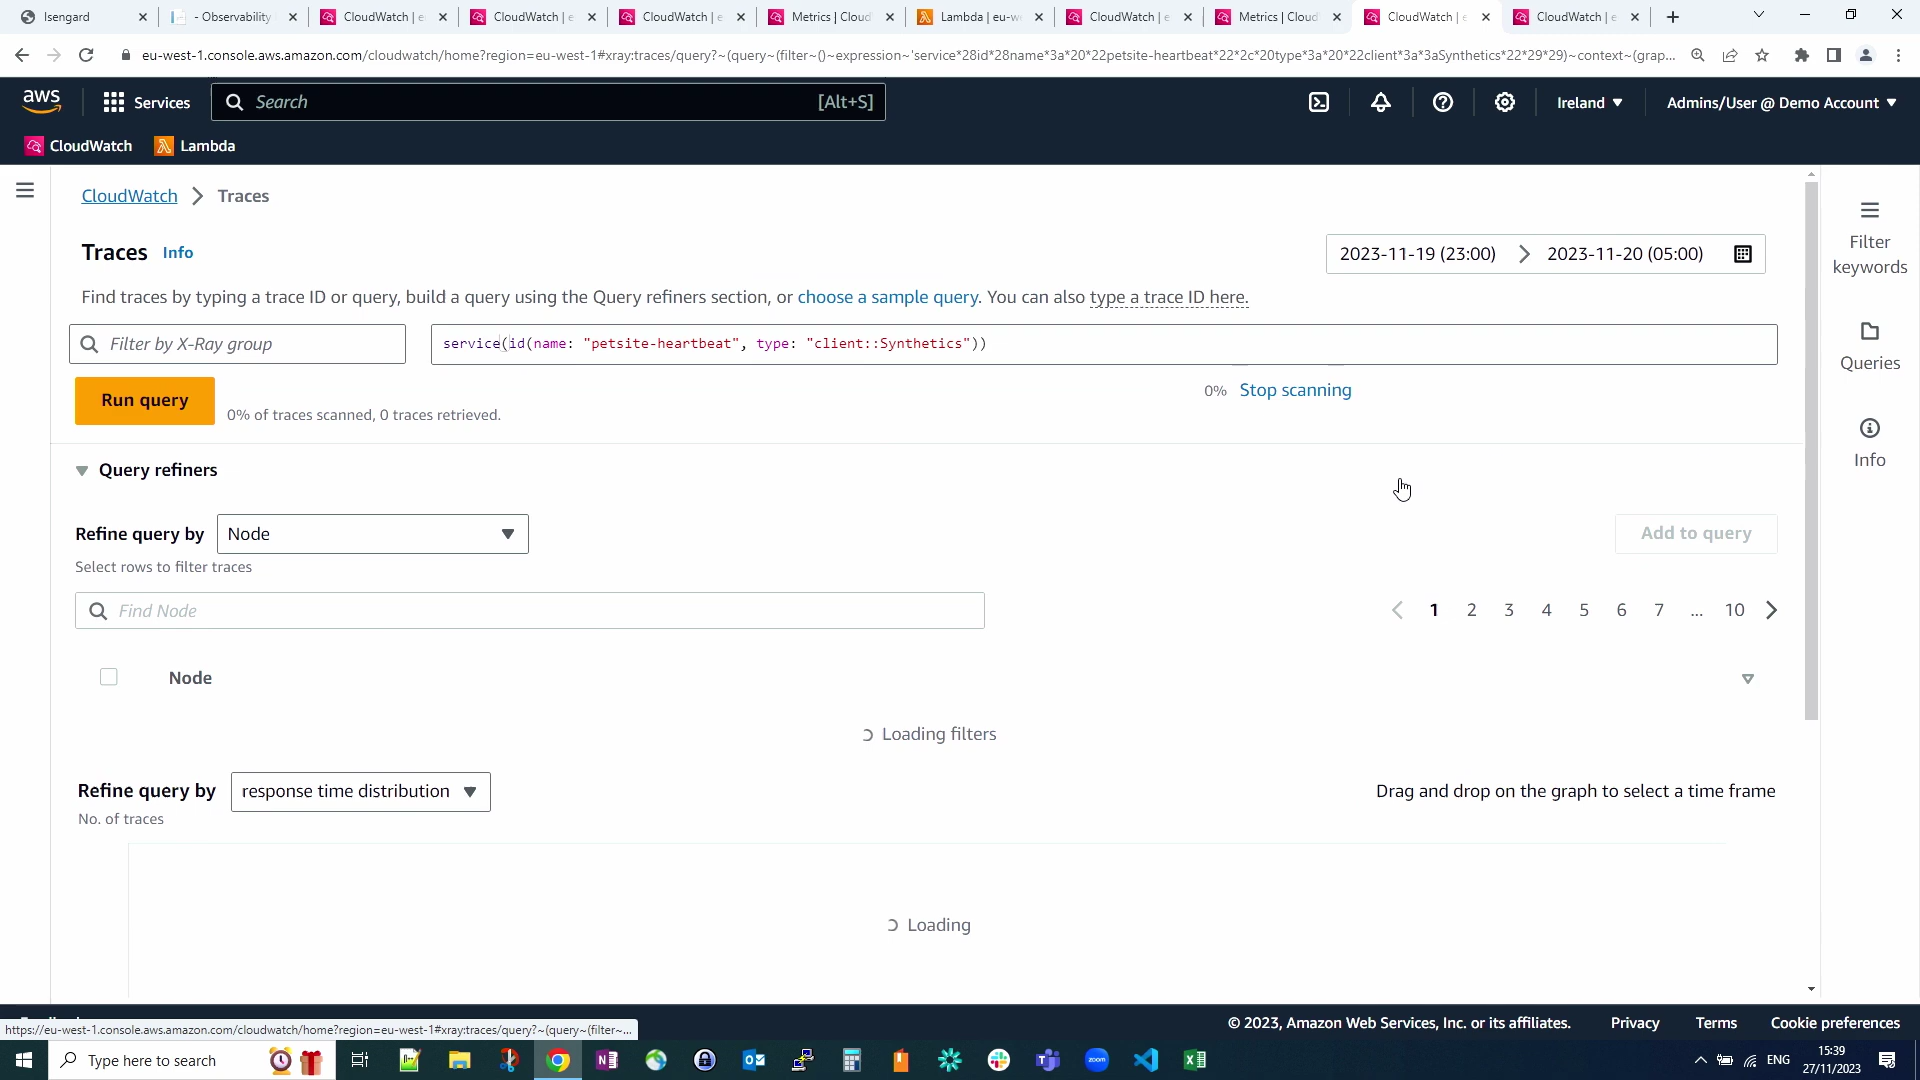 Isengard
- Observability
CloudWatch | e
CloudWatch | e
CloudWatch | e
Metrics | Cloud
Lambda | eu-w
CloudWatch | e
Metrics | Cloud
CloudWatch | e
CloudWatch | e
eu-west-1.console.aws.amazon.com/cloudwatch/home?region=eu-west-1#xray:traces/query?~(query~(filter~()~expression~'service*28id*28name*3a*20*22petsite-heartbeat*22*2c*20type*3a*20*22client*3a*3aSynthetics*22*29*29)~context~(grap...
aws
Services
Search
[Alt+S]
Ireland
Admins/User @ Demo Account
CloudWatch
Lambda
CloudWatch
Traces
Traces
Info
2023-11-19 (23:00)
2023-11-20 (05:00)
Filter
keywords
Find traces by typing a trace ID or query, build a query using the Query refiners section, or choose a sample query. You can also type a trace ID here.
Filter by X-Ray group
service(id(name: "petsite-heartbeat", type: "client::Synthetics"))
Queries
Run query
0% of traces scanned, 0 traces retrieved.
0%
Stop scanning
Info
Query refiners
Refine query by
Node
Add to query
Select rows to filter traces
Find Node
1
2
3
4
5
6
7
...
10
Node
Loading filters
Refine query by
response time distribution
Drag and drop on the graph to select a time frame
No. of traces
Loading
https://eu-west-1.console.aws.amazon.com/cloudwatch/home?region=eu-west-1#xray:traces/query?~(query~(filter~...
© 2023, Amazon Web Services, Inc. or its affiliates.
Privacy
Terms
Cookie preferences
Type here to search
zoom
ENG
15:39
27/11/2023